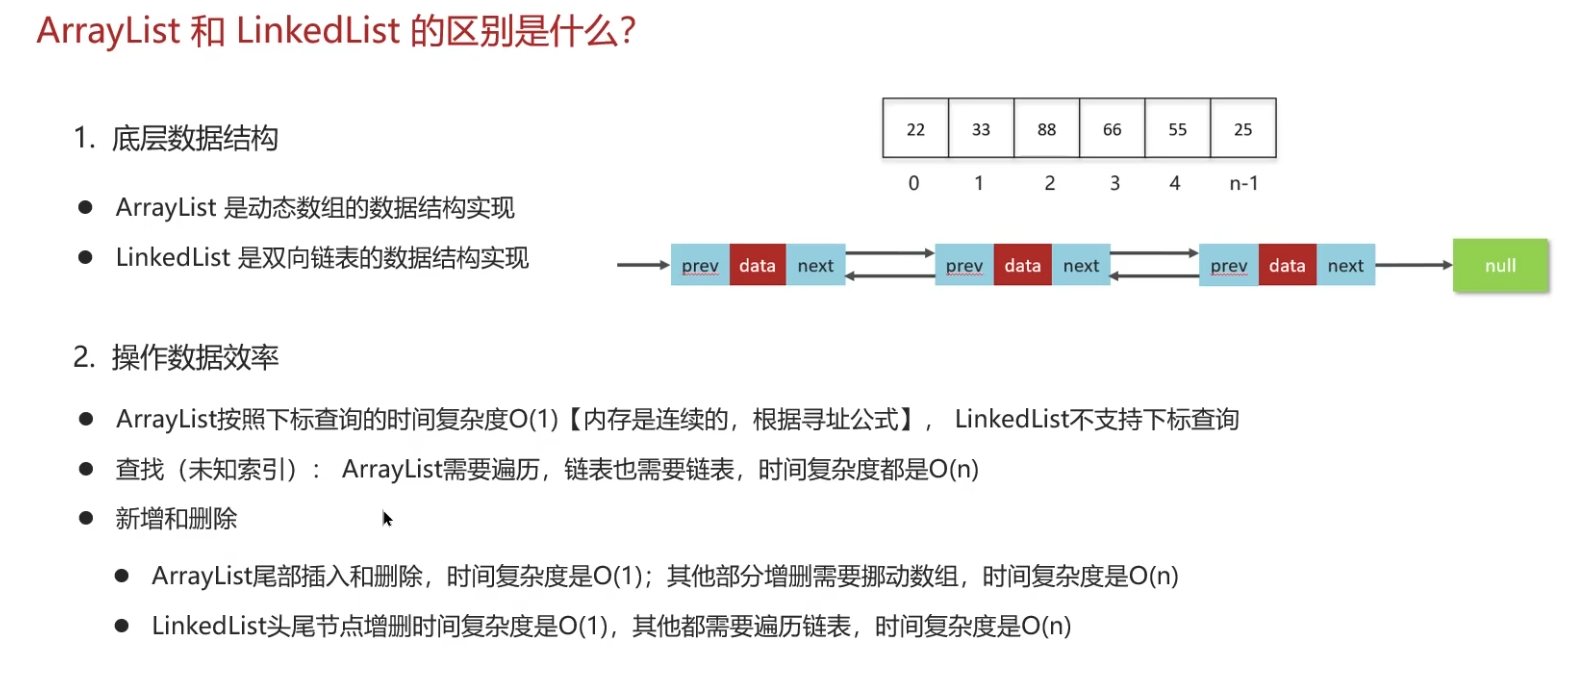 ArrayList 和 LinkedList 的区别是什么？
1. 底层数据结构
22 33 88 66 55 25
0 1 2 3 4 n-1
● ArrayList 是动态数组的数据结构实现
● LinkedList 是双向链表的数据结构实现
prev data next prev data next prev data next null
2. 操作数据效率
● ArrayList按照下标查询的时间复杂度O(1)【内存是连续的，根据寻址公式】， LinkedList不支持下标查询
● 查找（未知索引）： ArrayList需要遍历，链表也需要链表，时间复杂度都是O(n)
● 新增和删除
● ArrayList尾部插入和删除，时间复杂度是O(1)；其他部分增删需要挪动数组，时间复杂度是O(n)
● LinkedList头尾节点增删时间复杂度是O(1)，其他都需要遍历链表，时间复杂度是O(n)